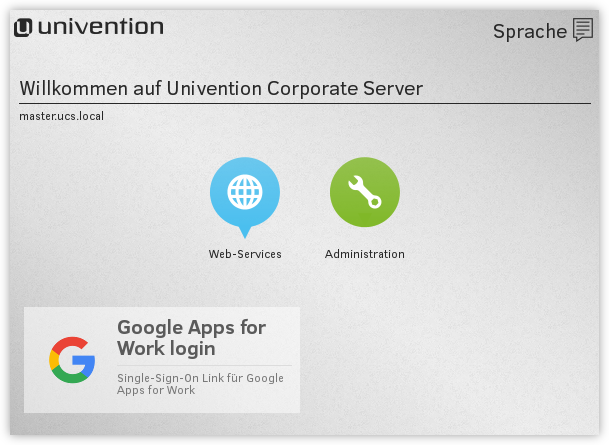 univention
Sprache
Willkommen auf Univention Corporate Server
master.ucs.local
Web-Services
Administration
Google Apps for
Work login
Single-Sign-On Link für Google
Apps for Work